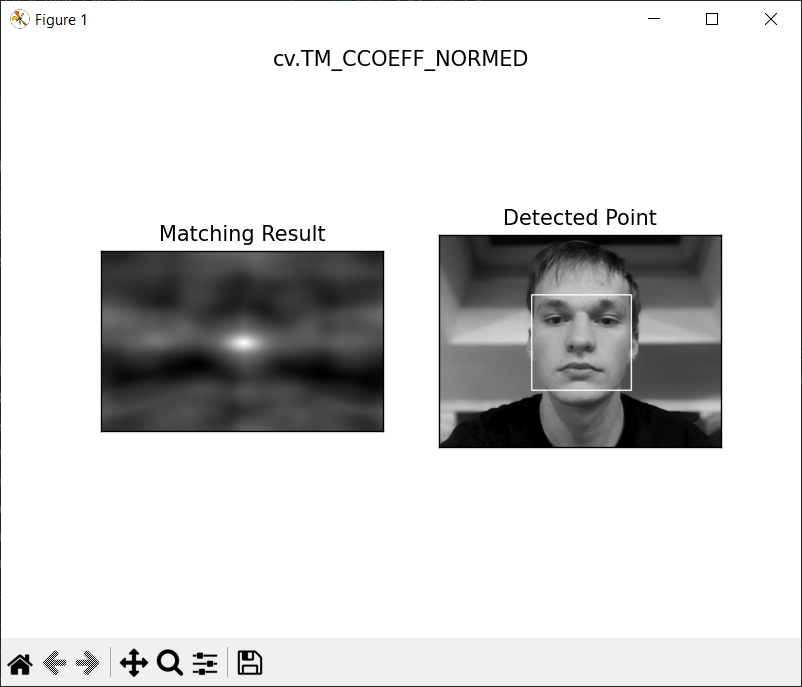 Figure 1
cv.TM_CCOEFF_NORMED
Matching Result
Detected Point